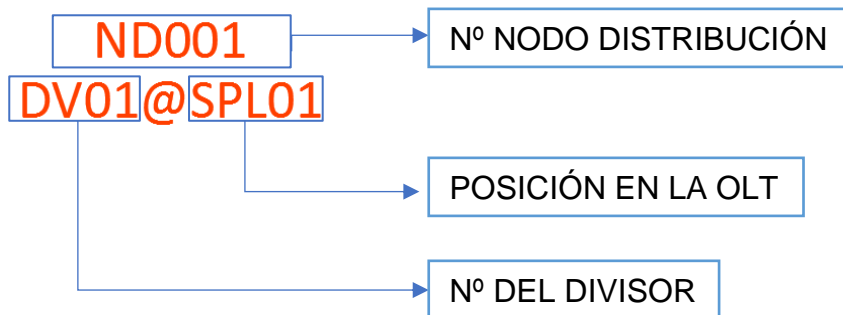 ND001
Nº NODO DISTRIBUCIÓN
DV01@SPL01
POSICIÓN EN LA OLT
Nº DEL DIVISOR